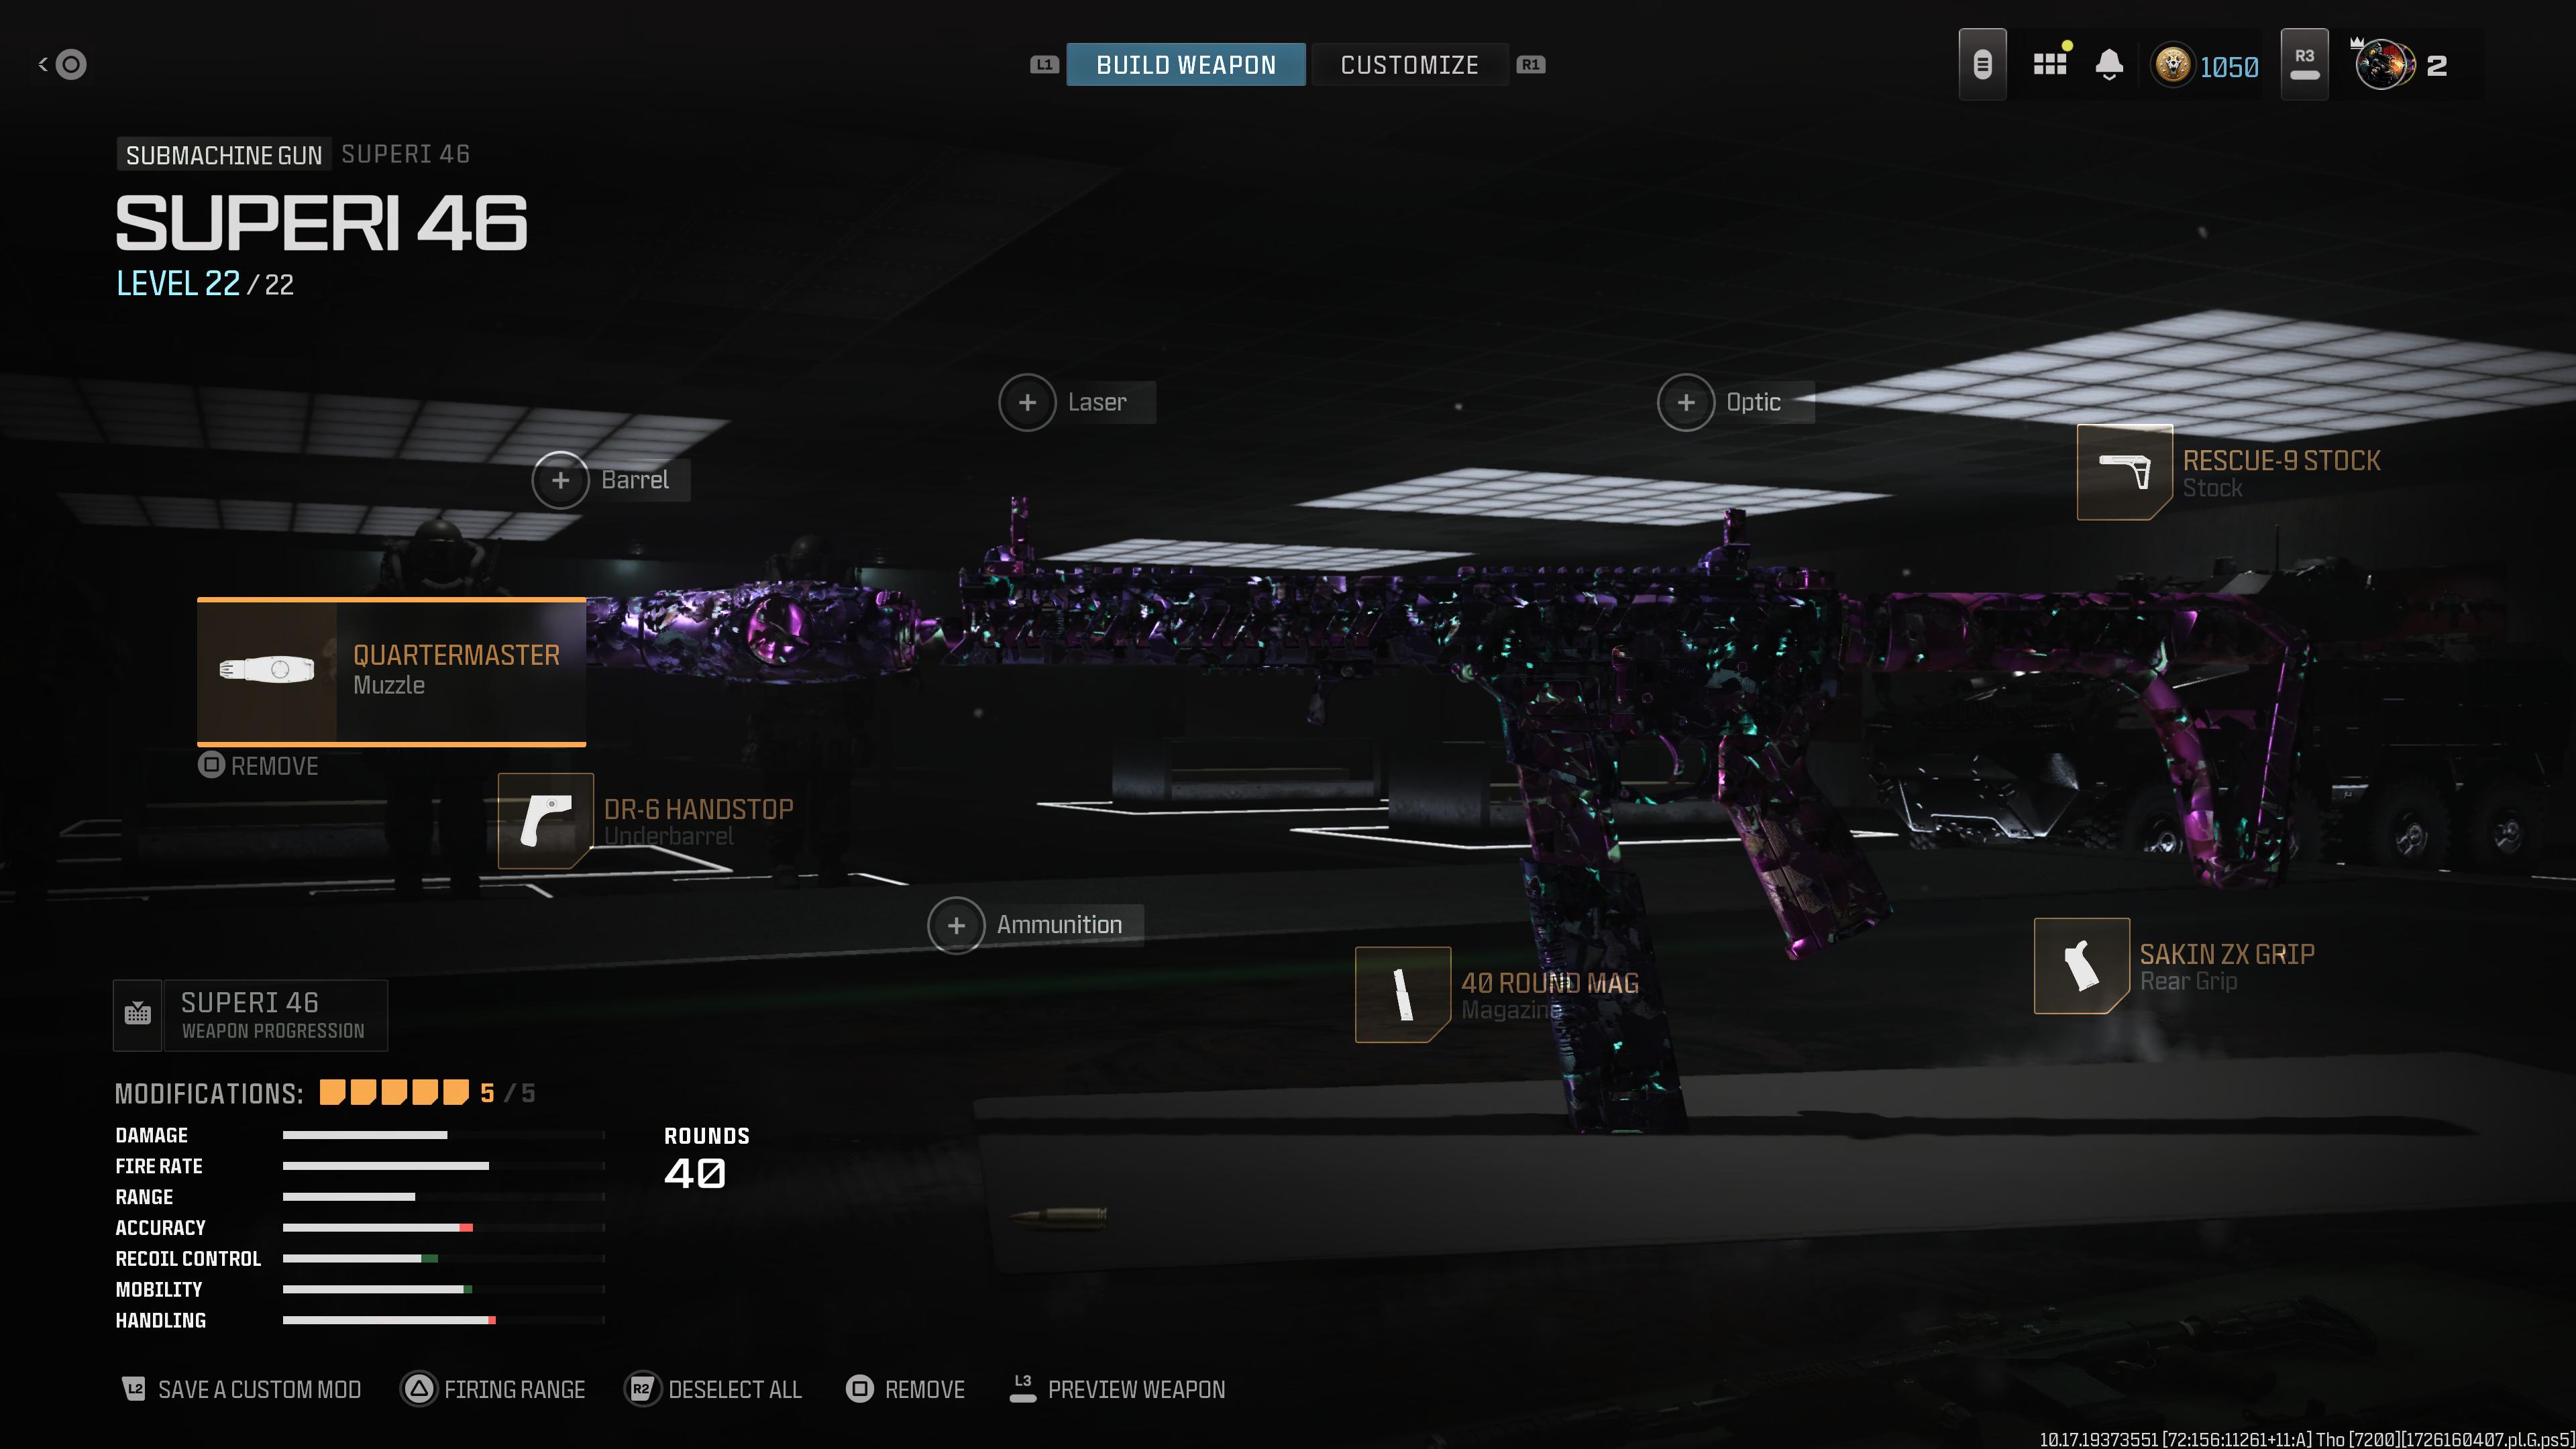 L1 BUILD WEAPON CUSTOMIZE R1
1050 R3 2
SUBMACHINE GUN SUPERI 46
SUPERI 46
LEVEL 22 / 22
Laser
Optic
Barrel
RESCUE-9 STOCK
Stock
QUARTERMASTER
Muzzle
REMOVE
DR-6 HANDSTOP
Underbarrel
Ammunition
40 ROUND MAG
Magazine
SAKIN ZX GRIP
Rear Grip
SUPERI 46
WEAPON PROGRESSION
MODIFICATIONS: 5 / 5
DAMAGE
FIRE RATE
RANGE
ACCURACY
RECOIL CONTROL
MOBILITY
HANDLING
ROUNDS
40
L2 SAVE A CUSTOM MOD FIRING RANGE R2 DESELECT ALL REMOVE L3 PREVIEW WEAPON
10.17.19373551 [72:156:11261+11:A] Tho [7200][1726160407.pl.G.ps5]